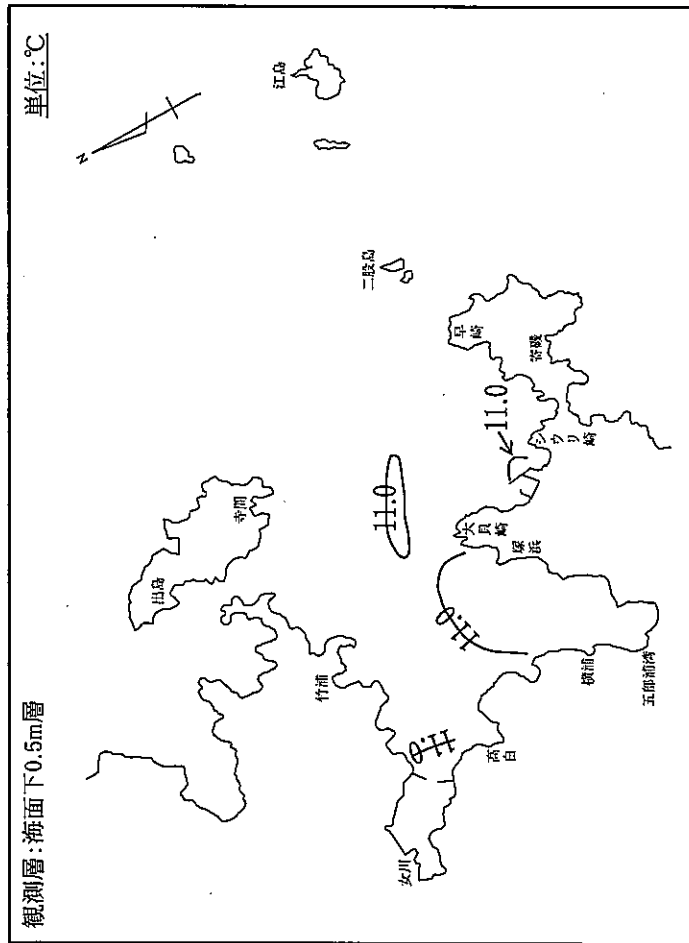 観測層:海面下0.5m層
単位:℃
N
江島
二股島
早崎
寄磯
11.0
シウリ崎
11.0
寺間
出島
大貝崎
塚浜
11.0
竹浦
横浦
五部浦湾
11.0
高白
女川